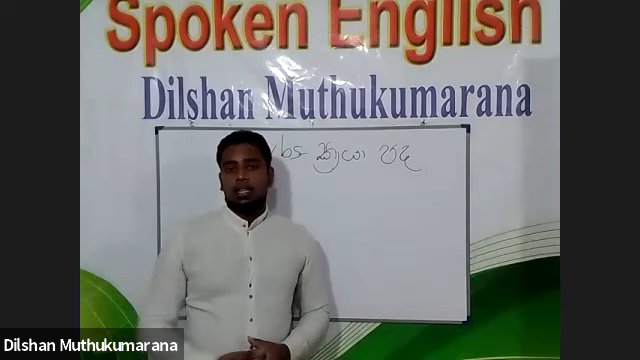 Spoken English
Dilshan Muthukumarana
ක්‍රියා පද
Dilshan Muthukumarana